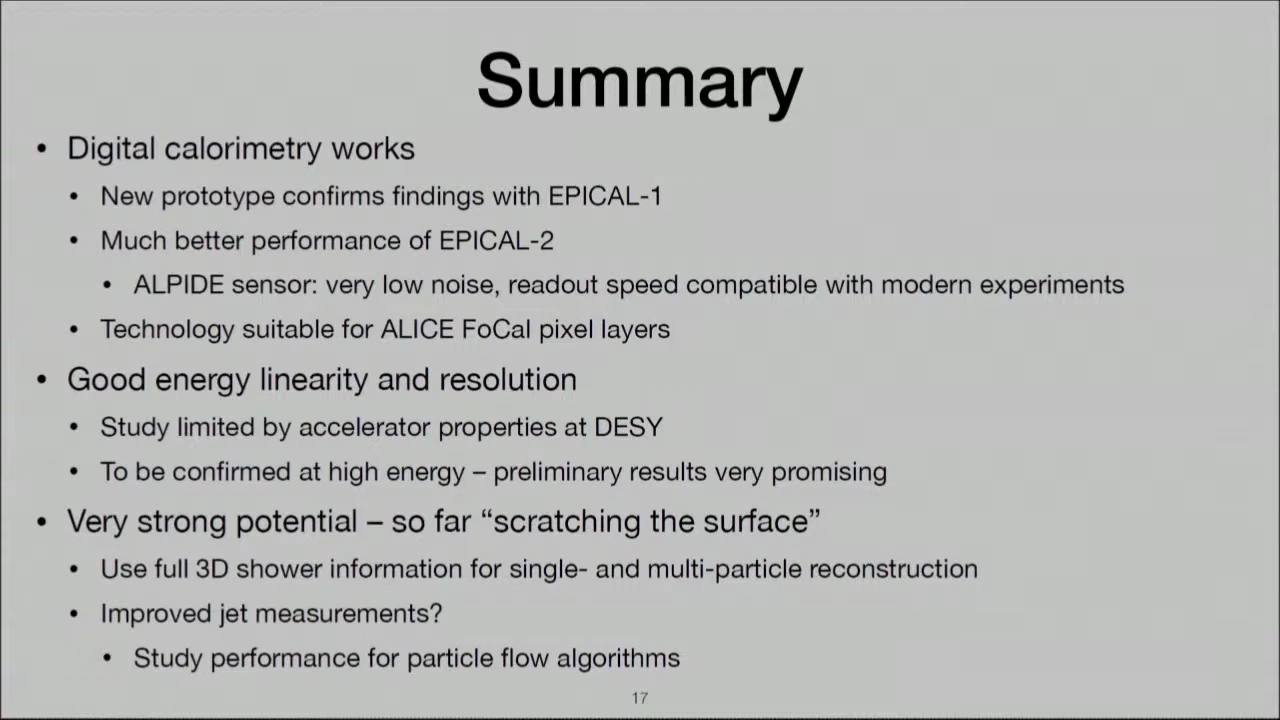 Summary
• Digital calorimetry works
• New prototype confirms findings with EPICAL-1
• Much better performance of EPICAL-2
• ALPIDE sensor: very low noise, readout speed compatible with modern experiments
• Technology suitable for ALICE FoCal pixel layers
• Good energy linearity and resolution
• Study limited by accelerator properties at DESY
• To be confirmed at high energy – preliminary results very promising
• Very strong potential – so far “scratching the surface”
• Use full 3D shower information for single- and multi-particle reconstruction
• Improved jet measurements?
• Study performance for particle flow algorithms
17